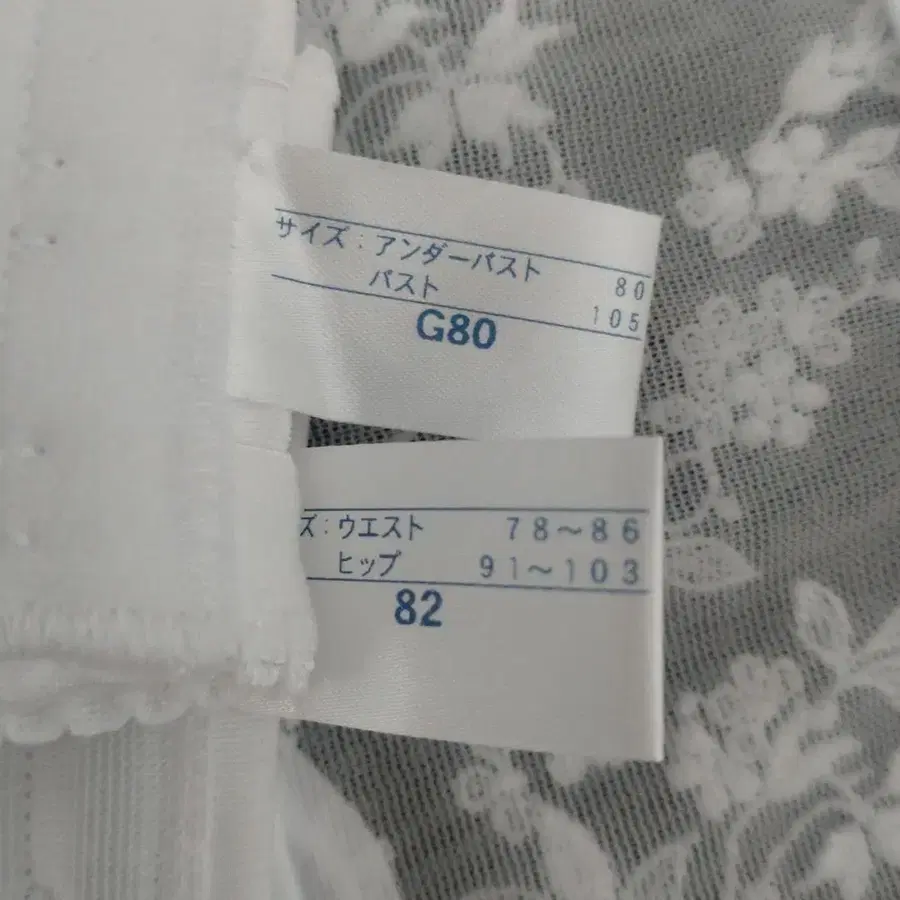 サイズ:アンダーバスト 80
バスト 105
G80
ズ:ウエスト 78〜86
ヒップ 91〜103
82